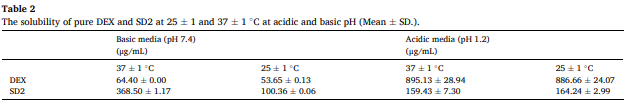 Table 2
The solubility of pure DEX and SD2 at 25 ± 1 and 37 ± 1 °C at acidic and basic pH (Mean ± SD.).
Basic media (pH 7.4) Acidic media (pH 1.2)
(μg/mL) (μg/mL)
37 ± 1 °C 25 ± 1 °C 37 ± 1 °C 25 ± 1 °C
DEX 64.40 ± 0.00 53.65 ± 0.13 895.13 ± 28.94 886.66 ± 24.07
SD2 368.50 ± 1.17 100.36 ± 0.06 159.43 ± 7.30 164.24 ± 2.99